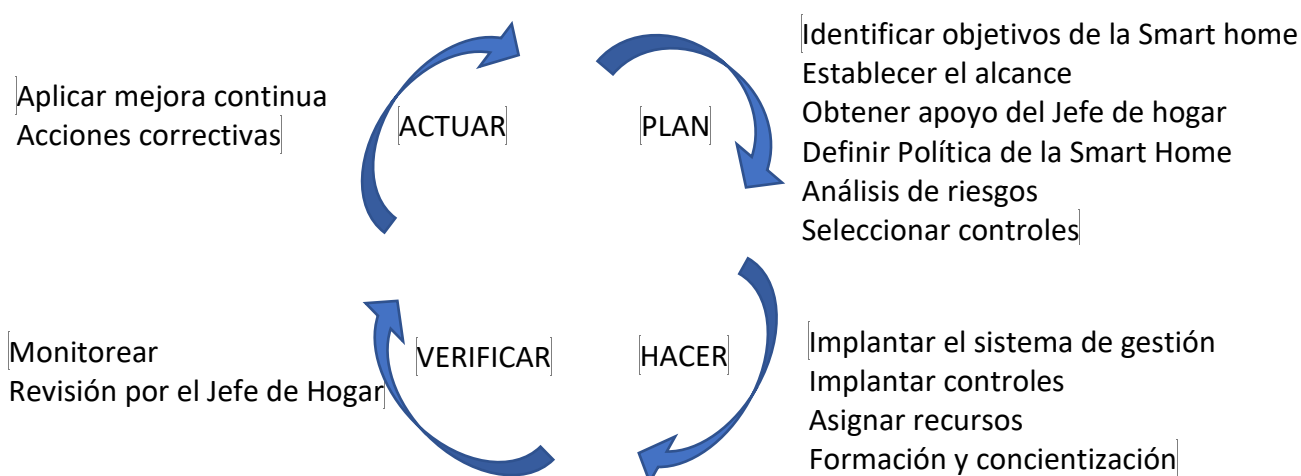 Identificar objetivos de la Smart home
Establecer el alcance
Obtener apoyo del Jefe de hogar
Definir Política de la Smart Home
Análisis de riesgos
Seleccionar controles
Aplicar mejora continua
Acciones correctivas
ACTUAR
PLAN
Monitorear
Revisión por el Jefe de Hogar
VERIFICAR
HACER
Implantar el sistema de gestión
Implantar controles
Asignar recursos
Formación y concientización